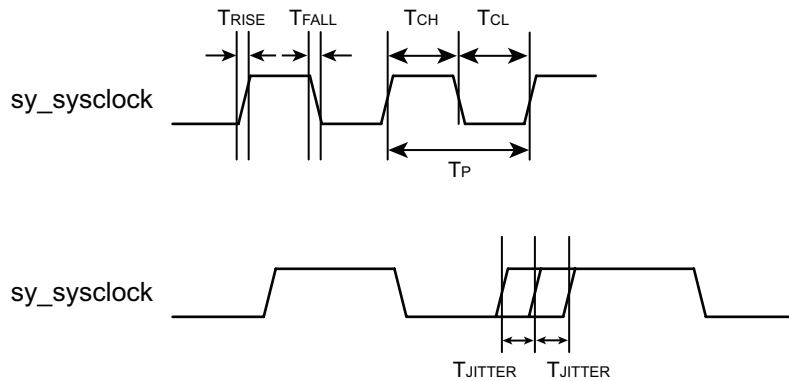 TRISE TFALL TCH TCL
sy_sysclock
TP
sy_sysclock
TJITTER TJITTER